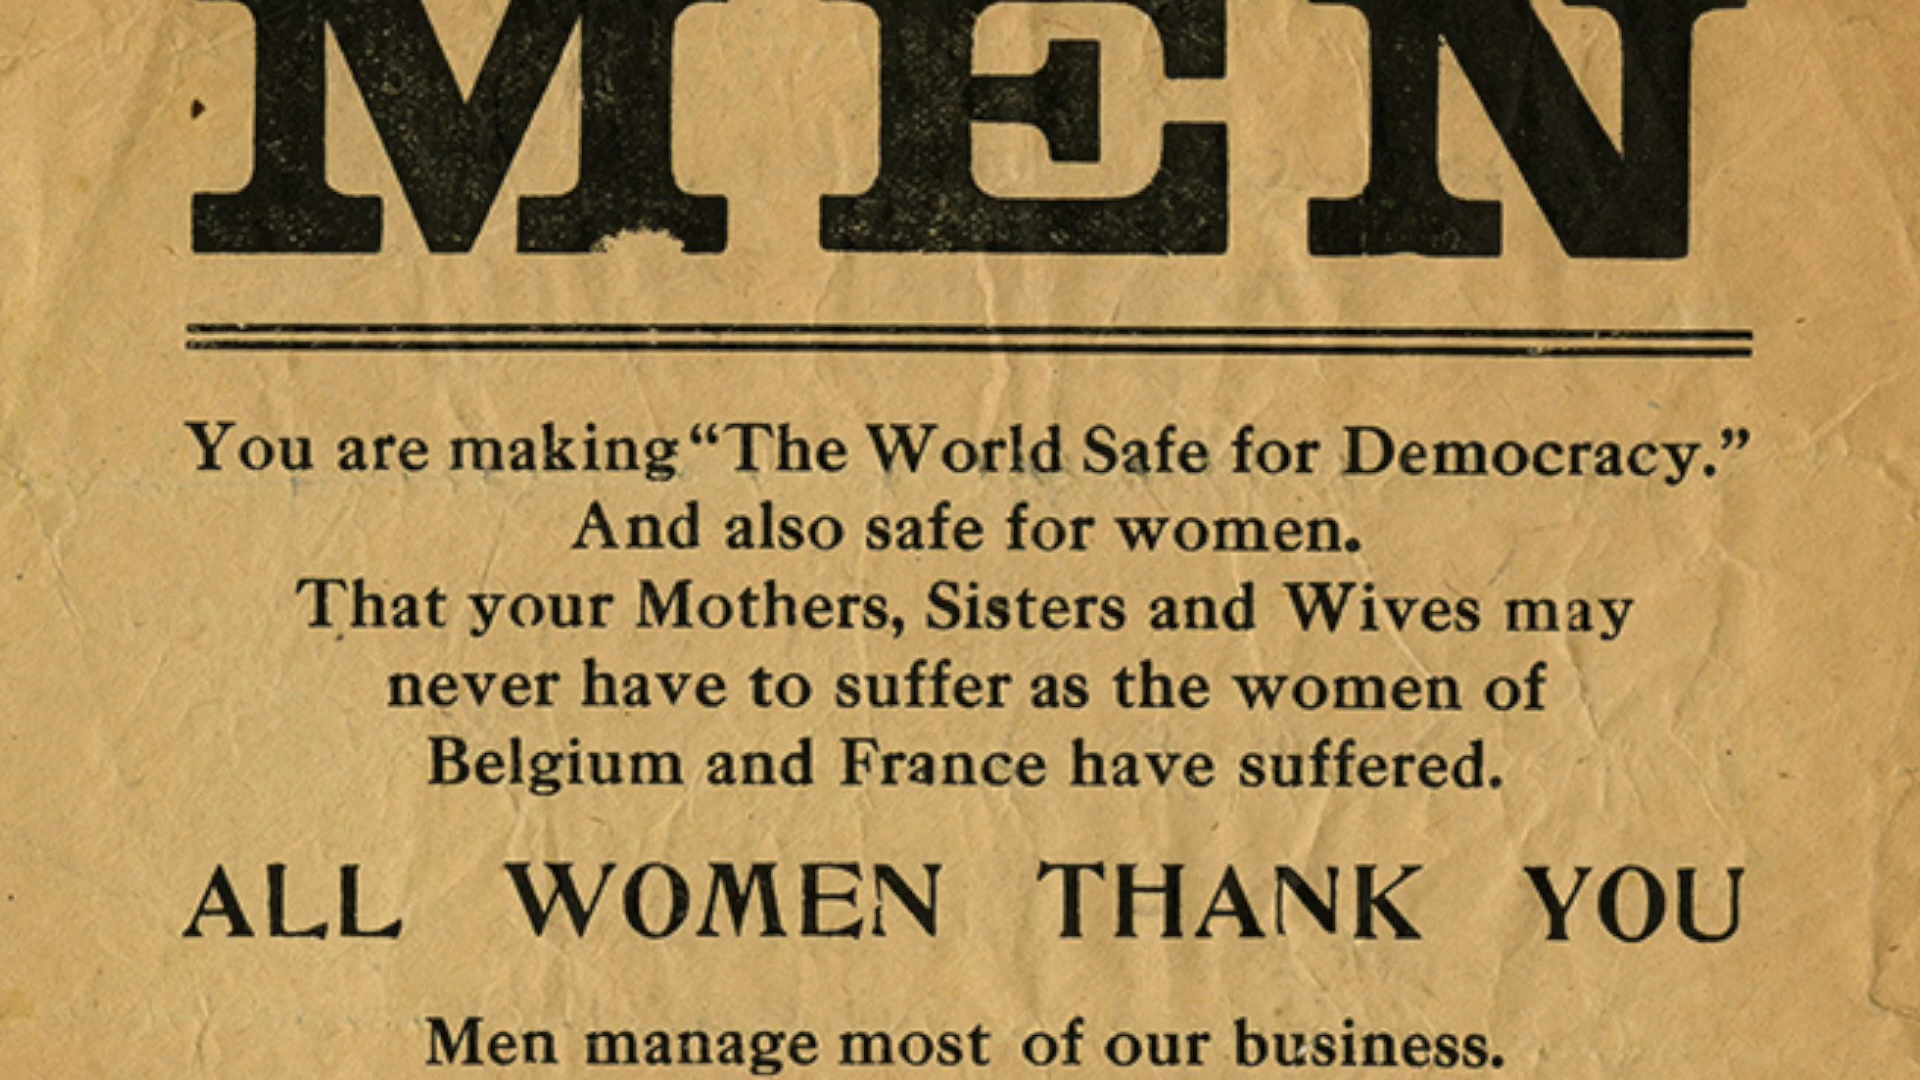 MEN
You are making “The World Safe for Democracy.”
And also safe for women.
That your Mothers, Sisters and Wives may
never have to suffer as the women of
Belgium and France have suffered.
ALL WOMEN THANK YOU
Men manage most of our business.